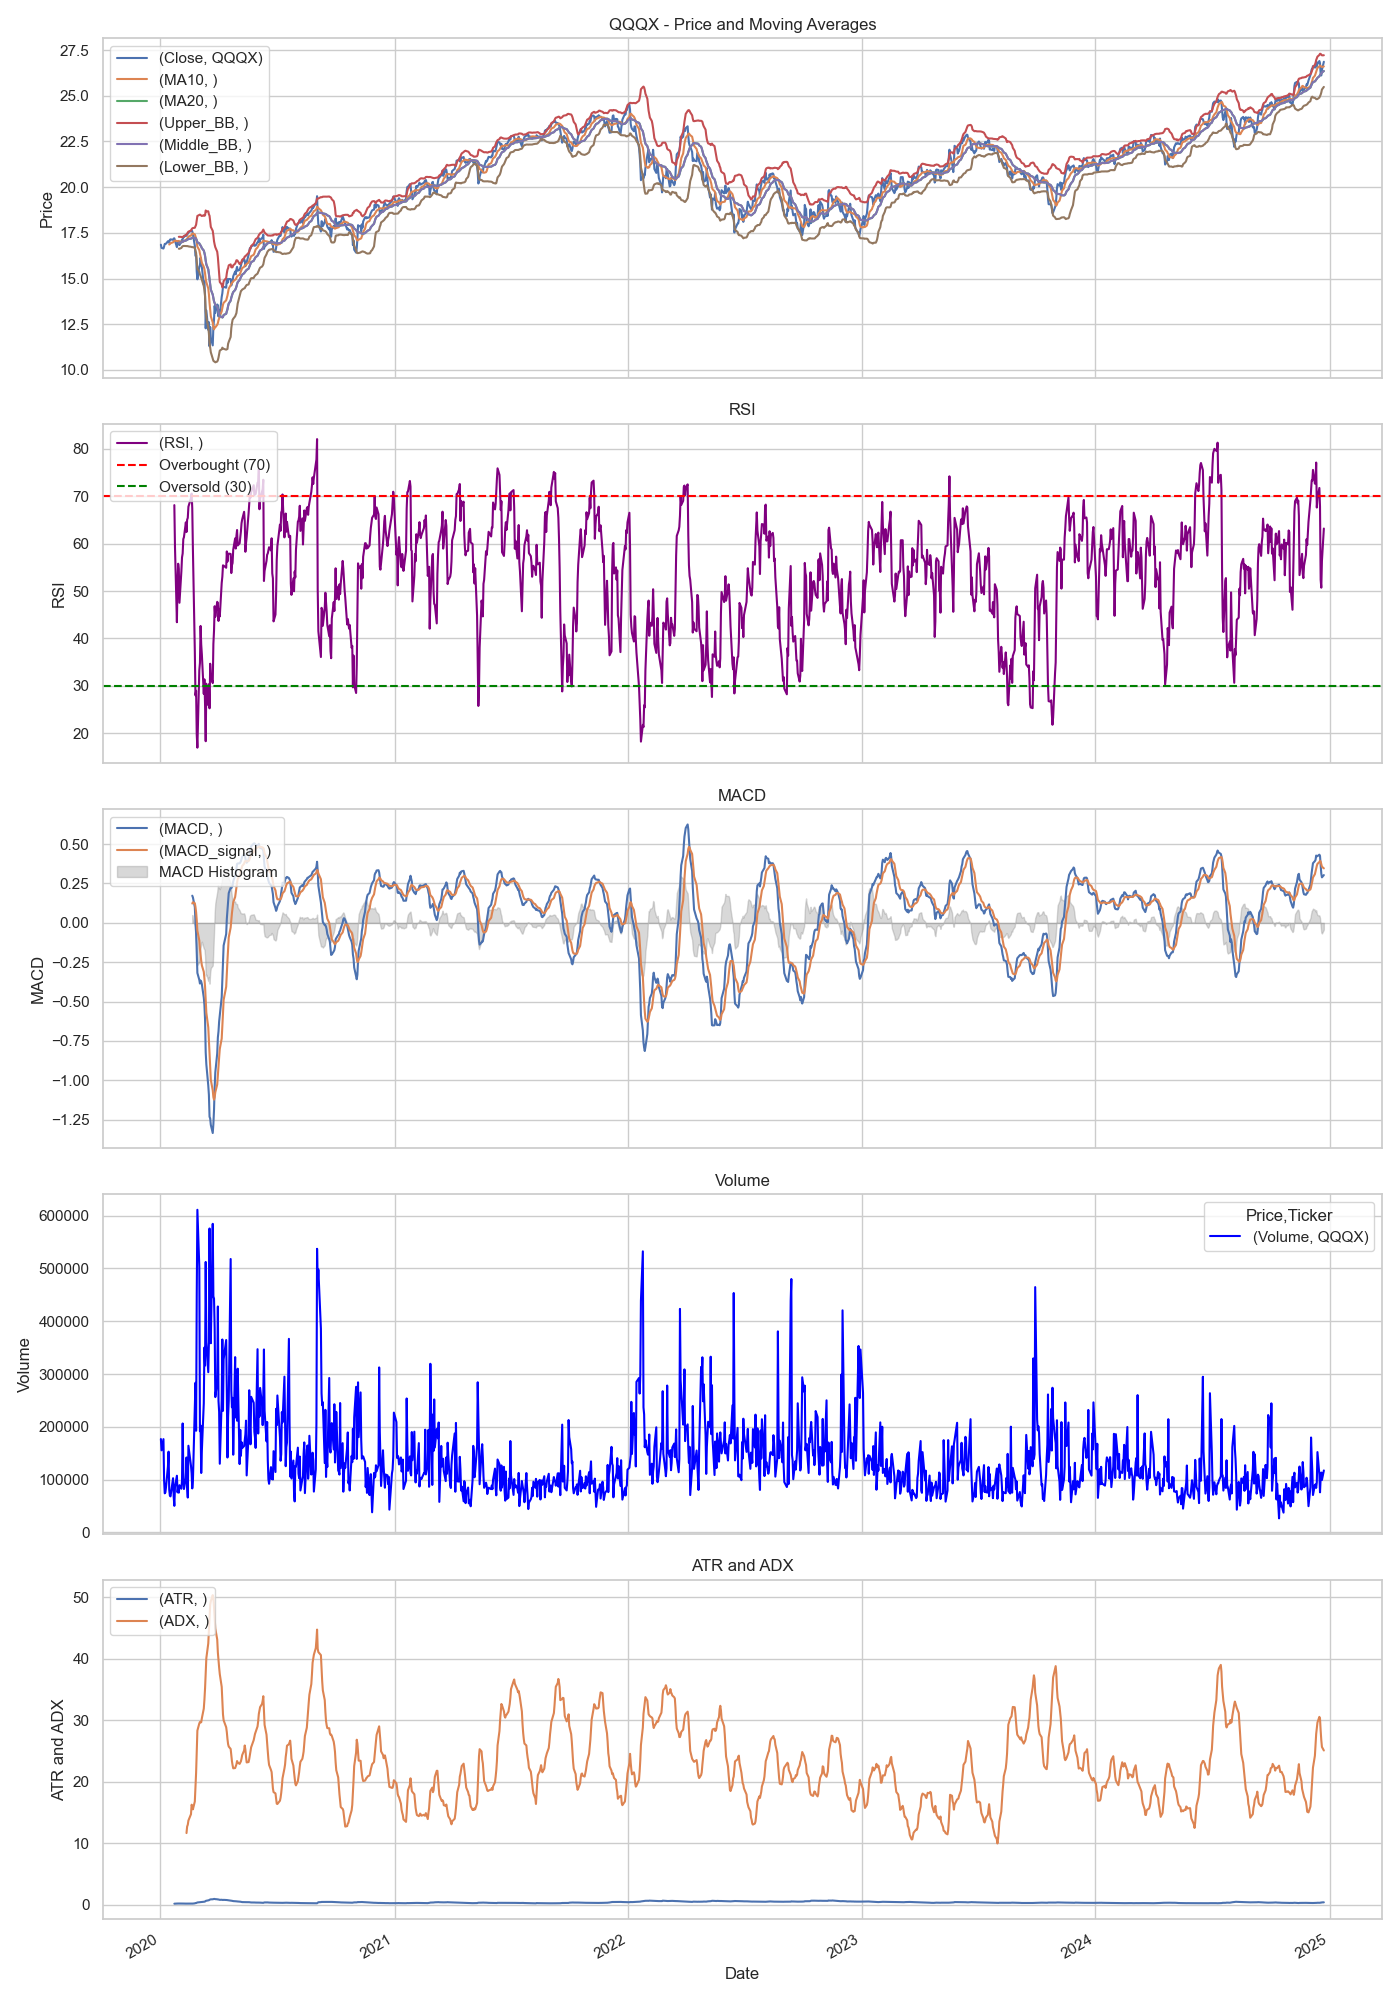 QQQX - Price and Moving Averages
27.5
25.0
22.5
20.0
17.5
15.0
12.5
10.0
Price
(Close, QQQX)
(MA10, )
(MA20, )
(Upper_BB, )
(Middle_BB, )
(Lower_BB, )
RSI
80
70
60
50
40
30
20
RSI
(RSI, )
Overbought (70)
Oversold (30)
MACD
0.50
0.25
0.00
−0.25
−0.50
−0.75
−1.00
−1.25
MACD
(MACD, )
(MACD_signal, )
MACD Histogram
Volume
600000
500000
400000
300000
200000
100000
0
Volume
Price,Ticker
(Volume, QQQX)
ATR and ADX
50
40
30
20
10
0
ATR and ADX
(ATR, )
(ADX, )
2020
2021
2022
2023
2024
2025
Date